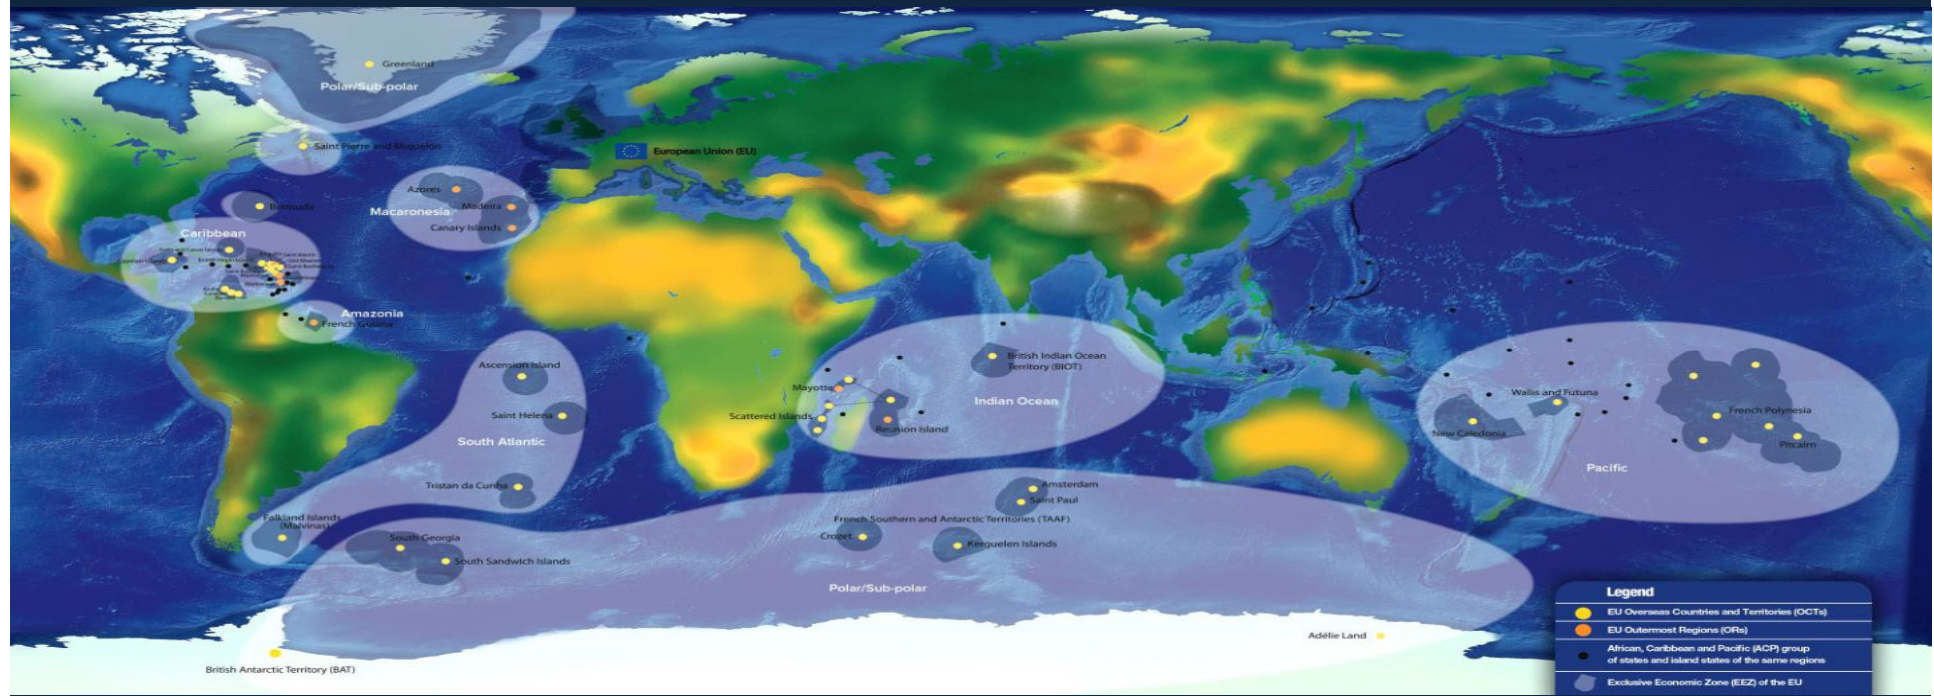 Greenland
Polar/Sub-polar
Saint Pierre and Miquelon
European Union (EU)
Azores
Macaronesia
Madeira
Canary Islands
Bermuda
Caribbean
Amazonia
French Guiana
Ascension Island
Saint Helena
South Atlantic
Tristan da Cunha
Falkland Islands
(Malvinas)
South Georgia
South Sandwich Islands
British Indian Ocean
Territory (BIOT)
Mayotte
Indian Ocean
Scattered Islands
Reunion Island
Wallis and Futuna
French Polynesia
New Caledonia
Pitcairn
Pacific
Amsterdam
Saint Paul
French Southern and Antarctic Territories (TAAF)
Crozet
Kerguelen Islands
Polar/Sub-polar
Adélie Land
British Antarctic Territory (BAT)
Legend
EU Overseas Countries and Territories (OCTs)
EU Outermost Regions (ORs)
African, Caribbean and Pacific (ACP) group
of states and island states of the same regions
Exclusive Economic Zone (EEZ) of the EU